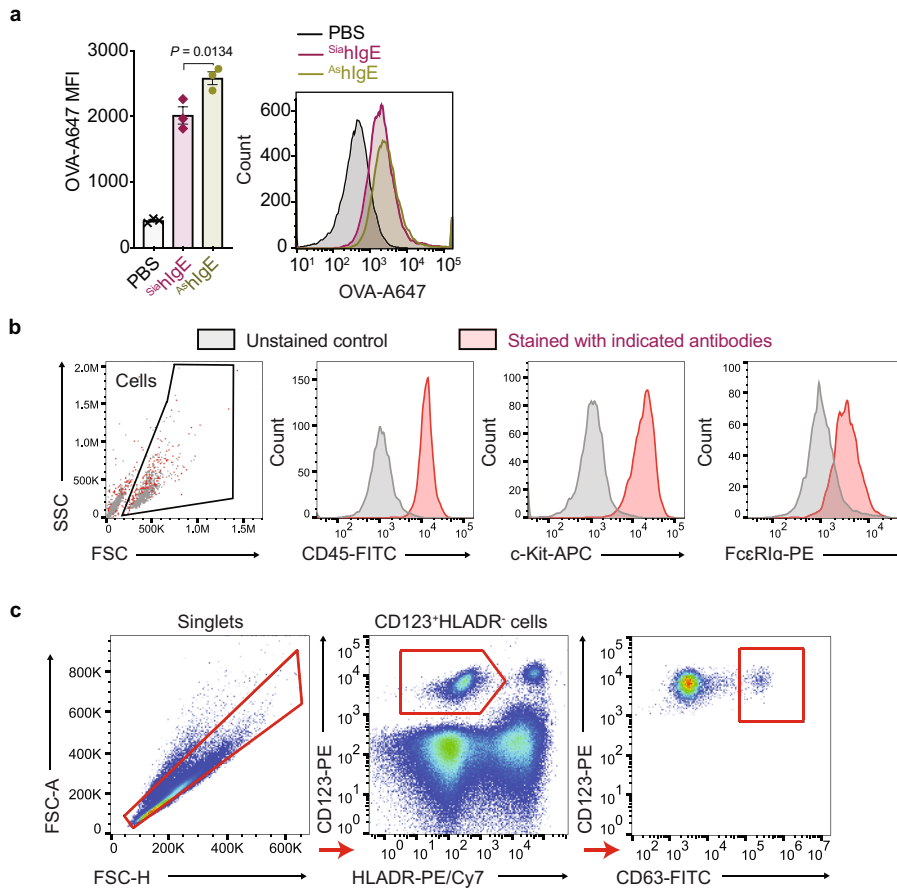 a
PBS
SiahIgE
AshIgE
P = 0.0134
3000
2000
1000
0
OVA-A647 MFI
PBS
SiahIgE
AshIgE
600
400
200
0
Count
10¹ 10² 10³ 10⁴ 10⁵
OVA-A647
b
Unstained control
Stained with indicated antibodies
Cells
2.0M
1.5M
1.0M
500K
0
SSC
0 500K 1.0M 1.5M
FSC
150
100
50
0
Count
10² 10³ 10⁴ 10⁵
CD45-FITC
100
80
60
40
20
0
Count
10² 10³ 10⁴ 10⁵
c-Kit-APC
100
80
60
40
20
0
Count
10² 10³ 10⁴
FcεRIα-PE
c
Singlets
800K
600K
400K
200K
0
FSC-A
0 200K 400K 600K
FSC-H
CD123⁺HLADR⁻ cells
10⁵
10⁴
10³
10²
10¹
10⁰
CD123-PE
10⁰ 10¹ 10² 10³ 10⁴
HLADR-PE/Cy7
10⁵
10⁴
10³
10²
10¹
10⁰
CD123-PE
10² 10³ 10⁴ 10⁵ 10⁶ 10⁷
CD63-FITC